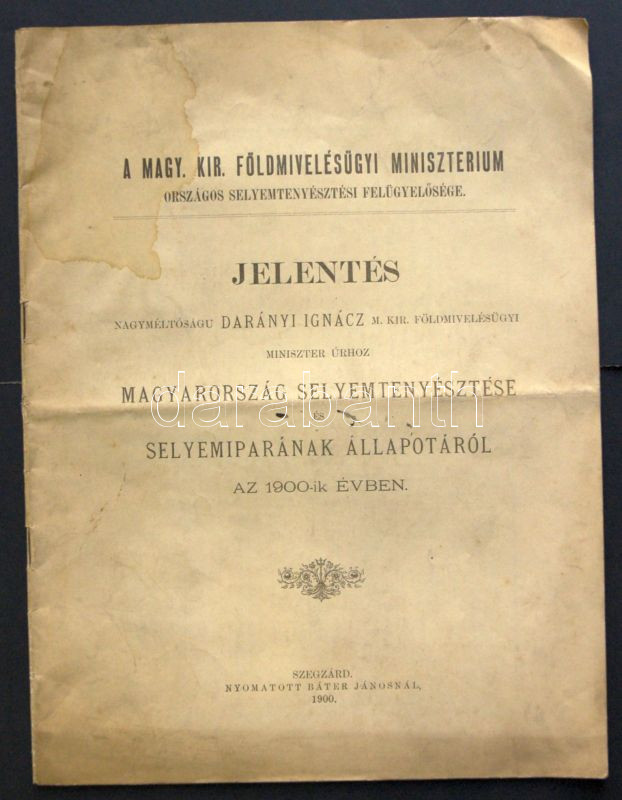 A MAGY. KIR. FÖLDMIVELÉSÜGYI MINISZTERIUM
ORSZÁGOS SELYEMTENYÉSZTÉSI FELÜGYELŐSÉGE.
JELENTÉS
NAGYMÉLTÓSÁGU DARÁNYI IGNÁCZ M. KIR. FÖLDMIVELÉSÜGYI
MINISZTER ÚRHOZ
MAGYARORSZÁG SELYEMTENYÉSZTÉSE
ÉS
darabanth
SELYEMIPARÁNAK ÁLLAPOTÁRÓL
AZ 1900-ik ÉVBEN.
SZEGZÁRD.
NYOMATOTT BÁTER JÁNOSNÁL,
1900.